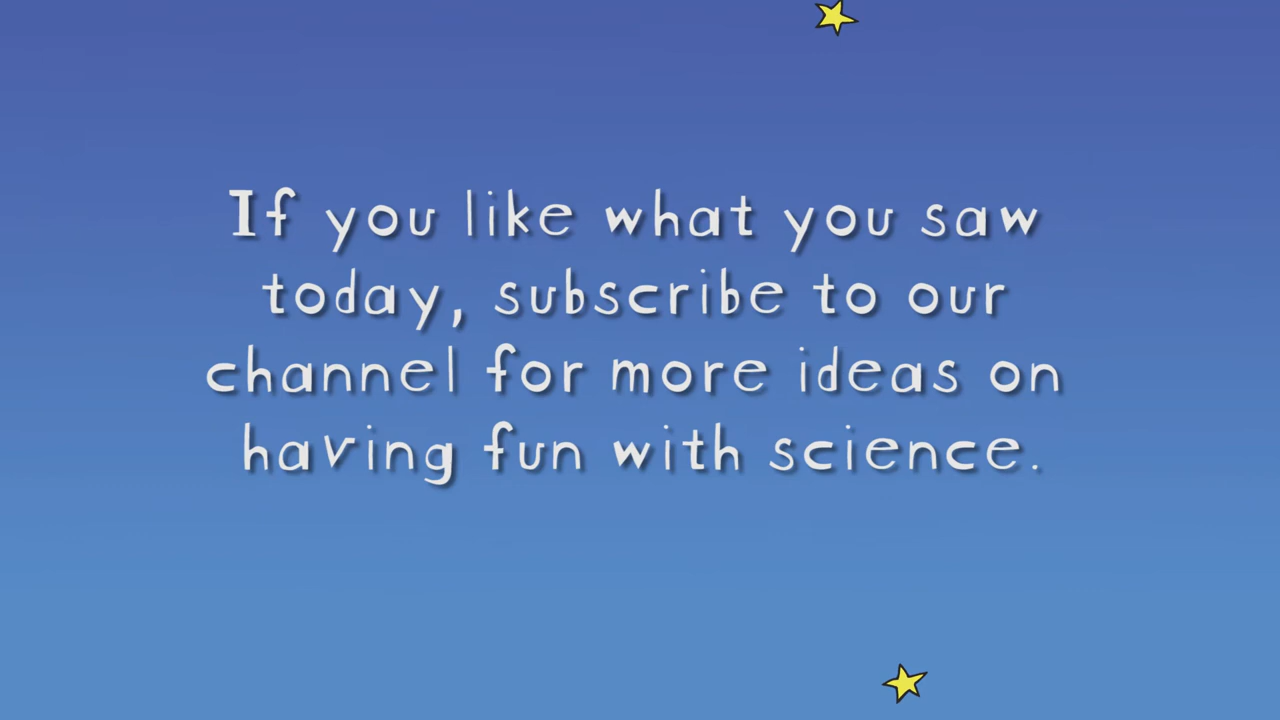 If you like what you saw
today, subscribe to our
channel for more ideas on
having fun with science.